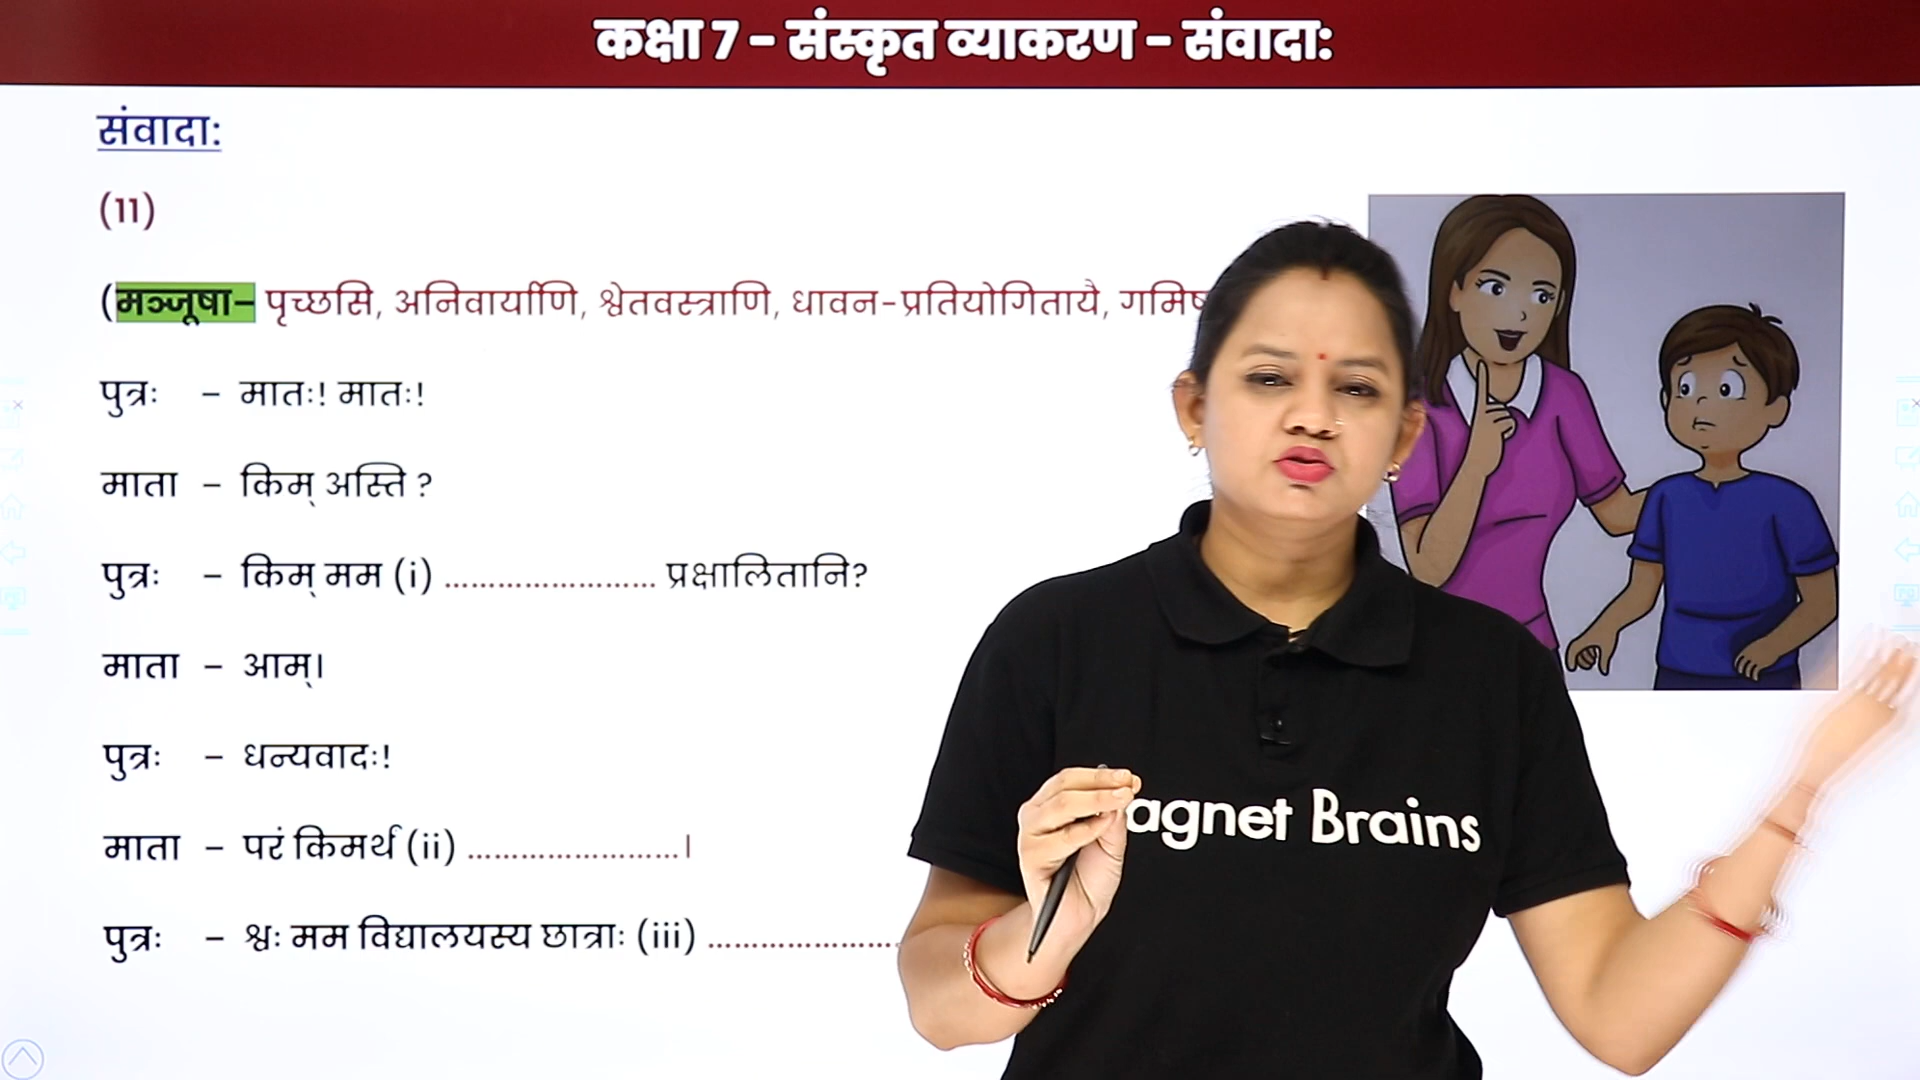 कक्षा 7 - संस्कृत व्याकरण - संवादा:
संवादा:
(11)
(मञ्जूषा- पृच्छसि, अनिवार्याणि, श्वेतवस्त्राणि, धावन-प्रतियोगितायै,
पुत्रः - मातः! मातः!
माता - किम् अस्ति ?
पुत्रः - किम् मम (i) ........................ प्रक्षालितानि?
माता - आम्।
पुत्रः - धन्यवादः!
माता - परं किमर्थ (ii) ........................ ।
पुत्रः - श्वः मम विद्यालयस्य छात्राः (iii) ......................
agnet Brains